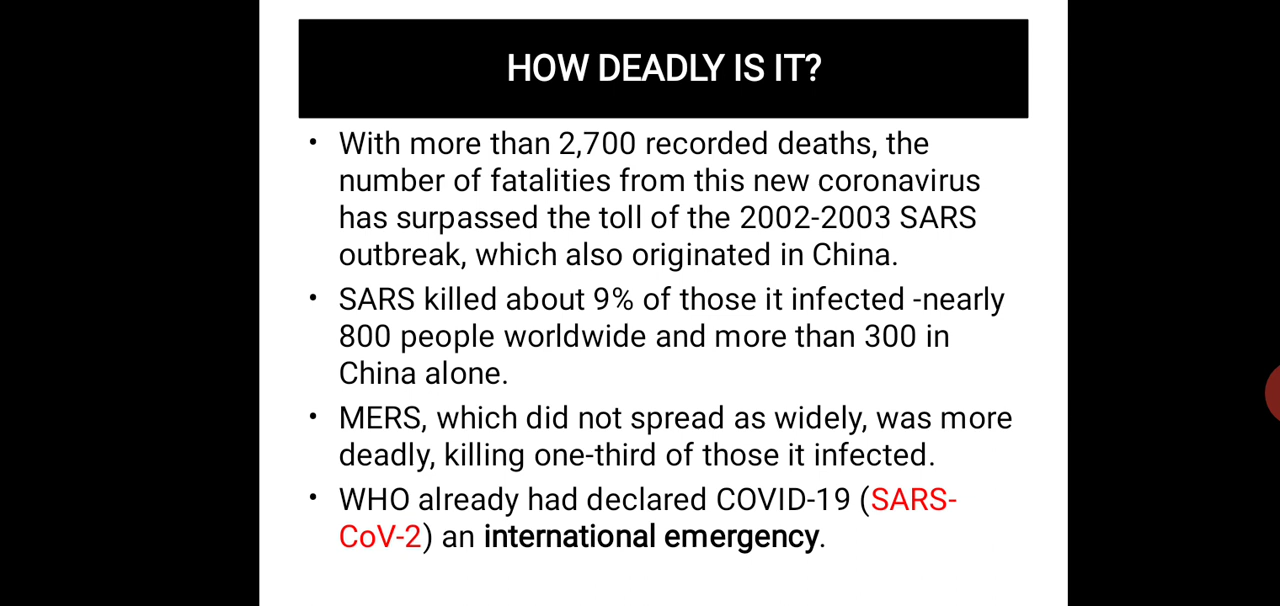 HOW DEADLY IS IT?
• With more than 2,700 recorded deaths, the
number of fatalities from this new coronavirus
has surpassed the toll of the 2002-2003 SARS
outbreak, which also originated in China.
• SARS killed about 9% of those it infected -nearly
800 people worldwide and more than 300 in
China alone.
• MERS, which did not spread as widely, was more
deadly, killing one-third of those it infected.
• WHO already had declared COVID-19 (SARS-
CoV-2) an international emergency.